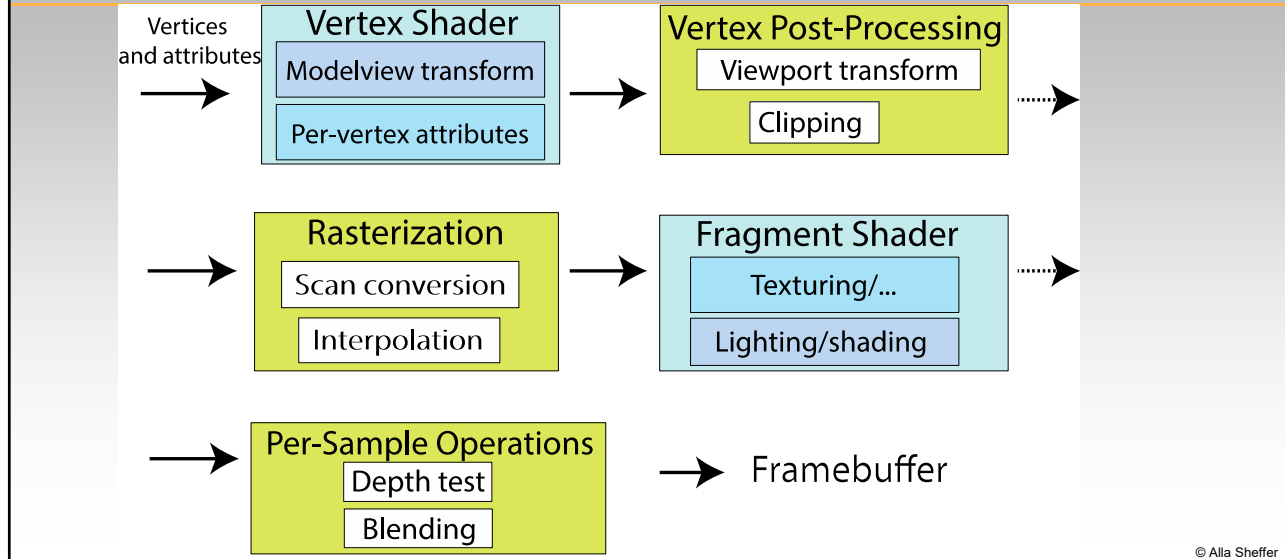 Vertices
and attributes
Vertex Shader
Modelview transform
Per-vertex attributes
Vertex Post-Processing
Viewport transform
Clipping
Rasterization
Scan conversion
Interpolation
Fragment Shader
Texturing/...
Lighting/shading
Per-Sample Operations
Depth test
Blending
Framebuffer
© Alla Sheffer